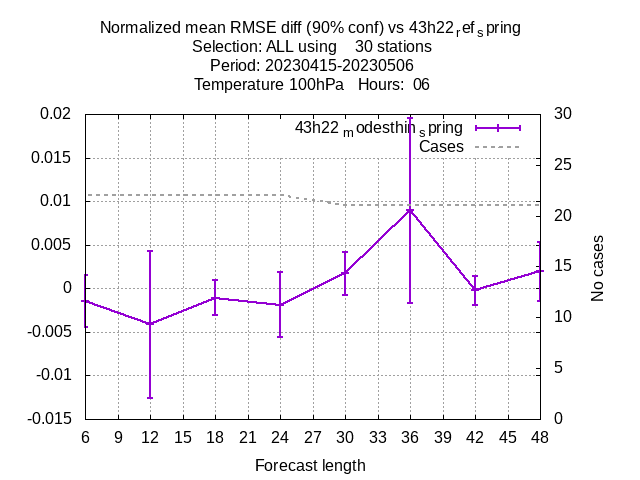 Normalized mean RMSE diff (90% conf) vs 43h22refspring
Selection: ALL using 30 stations
Period: 20230415-20230506
Temperature 100hPa Hours: 06
43h22modesthinspring
Cases
0.02
0.015
0.01
0.005
0
-0.005
-0.01
-0.015
30
25
20
15
10
5
0
No cases
6 9 12 15 18 21 24 27 30 33 36 39 42 45 48
Forecast length